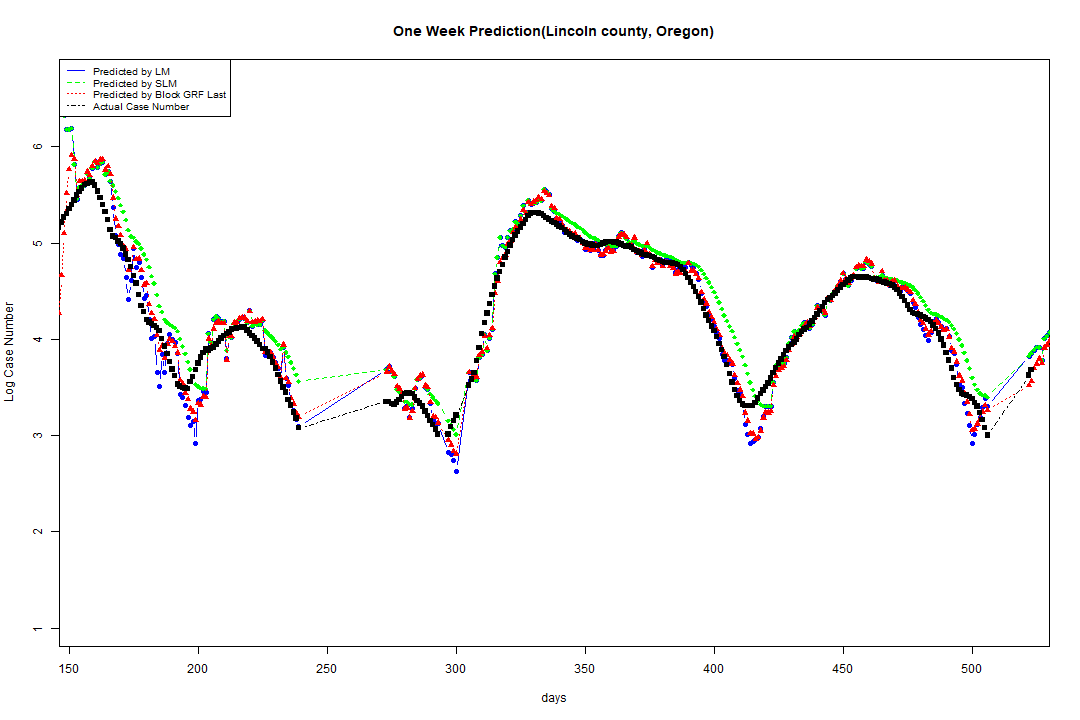 One Week Prediction(Lincoln county, Oregon)
Predicted by LM
Predicted by SLM
Predicted by Block GRF Last
Actual Case Number
Log Case Number
6
5
4
3
2
1
150 200 250 300 350 400 450 500
days